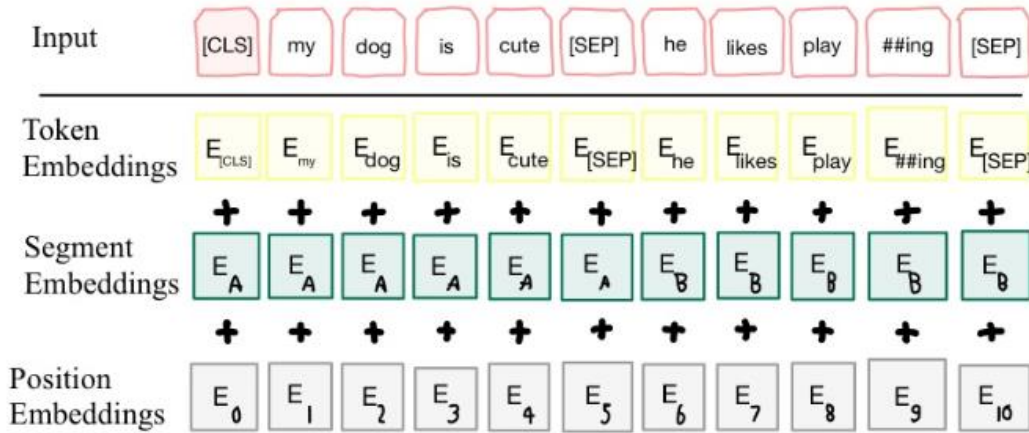 Input [CLS] my dog is cute [SEP] he likes play ##ing [SEP]
Token Embeddings E[CLS] Emy Edog Eis Ecute E[SEP] Ehe Elikes Eplay E##ing E[SEP]
+ + + + + + + + + + +
Segment Embeddings EA EA EA EA EA EA EB EB EB EB EB
+ + + + + + + + + + +
Position Embeddings E0 E1 E2 E3 E4 E5 E6 E7 E8 E9 E10